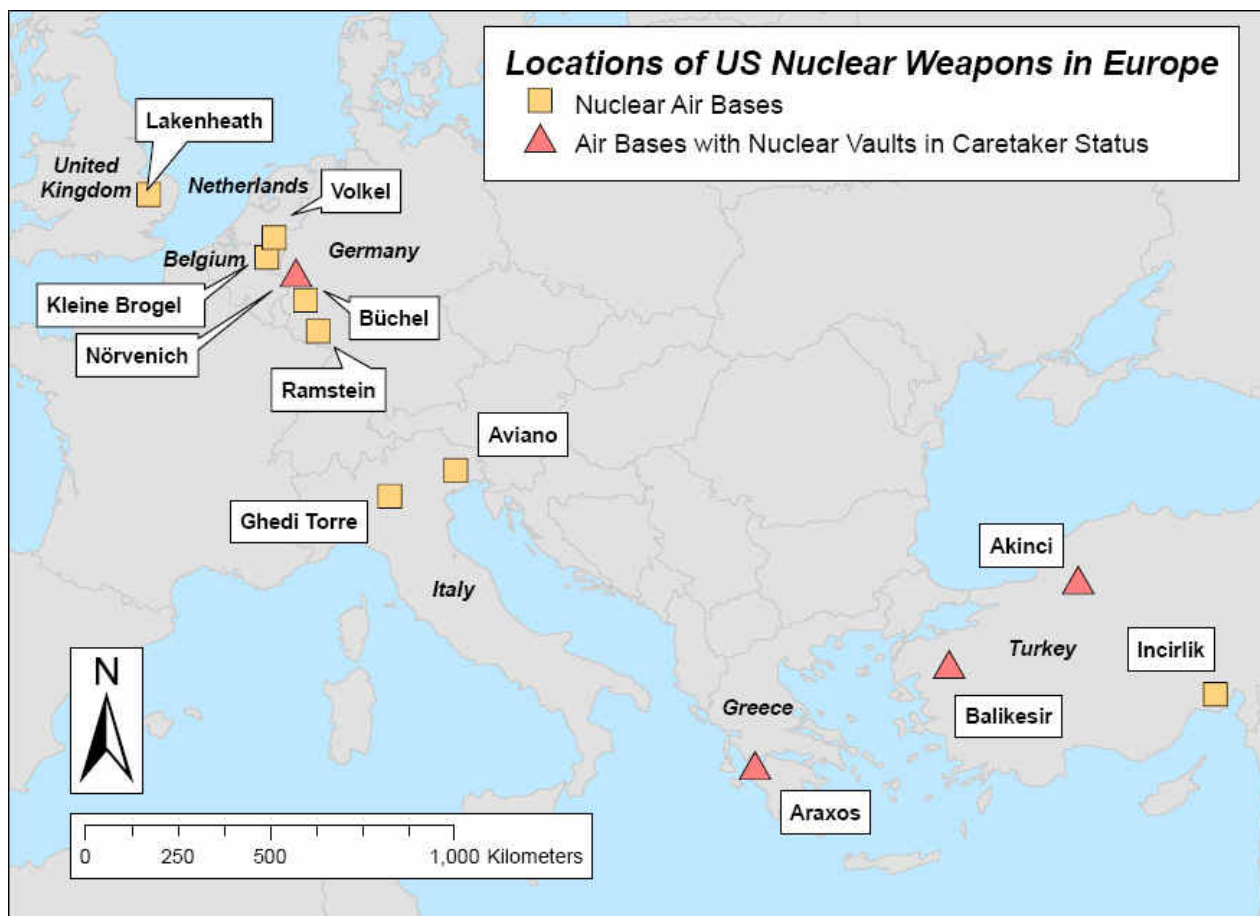 Locations of US Nuclear Weapons in Europe
Nuclear Air Bases
Air Bases with Nuclear Vaults in Caretaker Status
Lakenheath
United
Kingdom
Netherlands
Volkel
Belgium
Germany
Kleine Brogel
Büchel
Nörvenich
Ramstein
Aviano
Ghedi Torre
Italy
Akinci
Turkey
Incirlik
Balikesir
Greece
Araxos
N
0 250 500 1,000 Kilometers